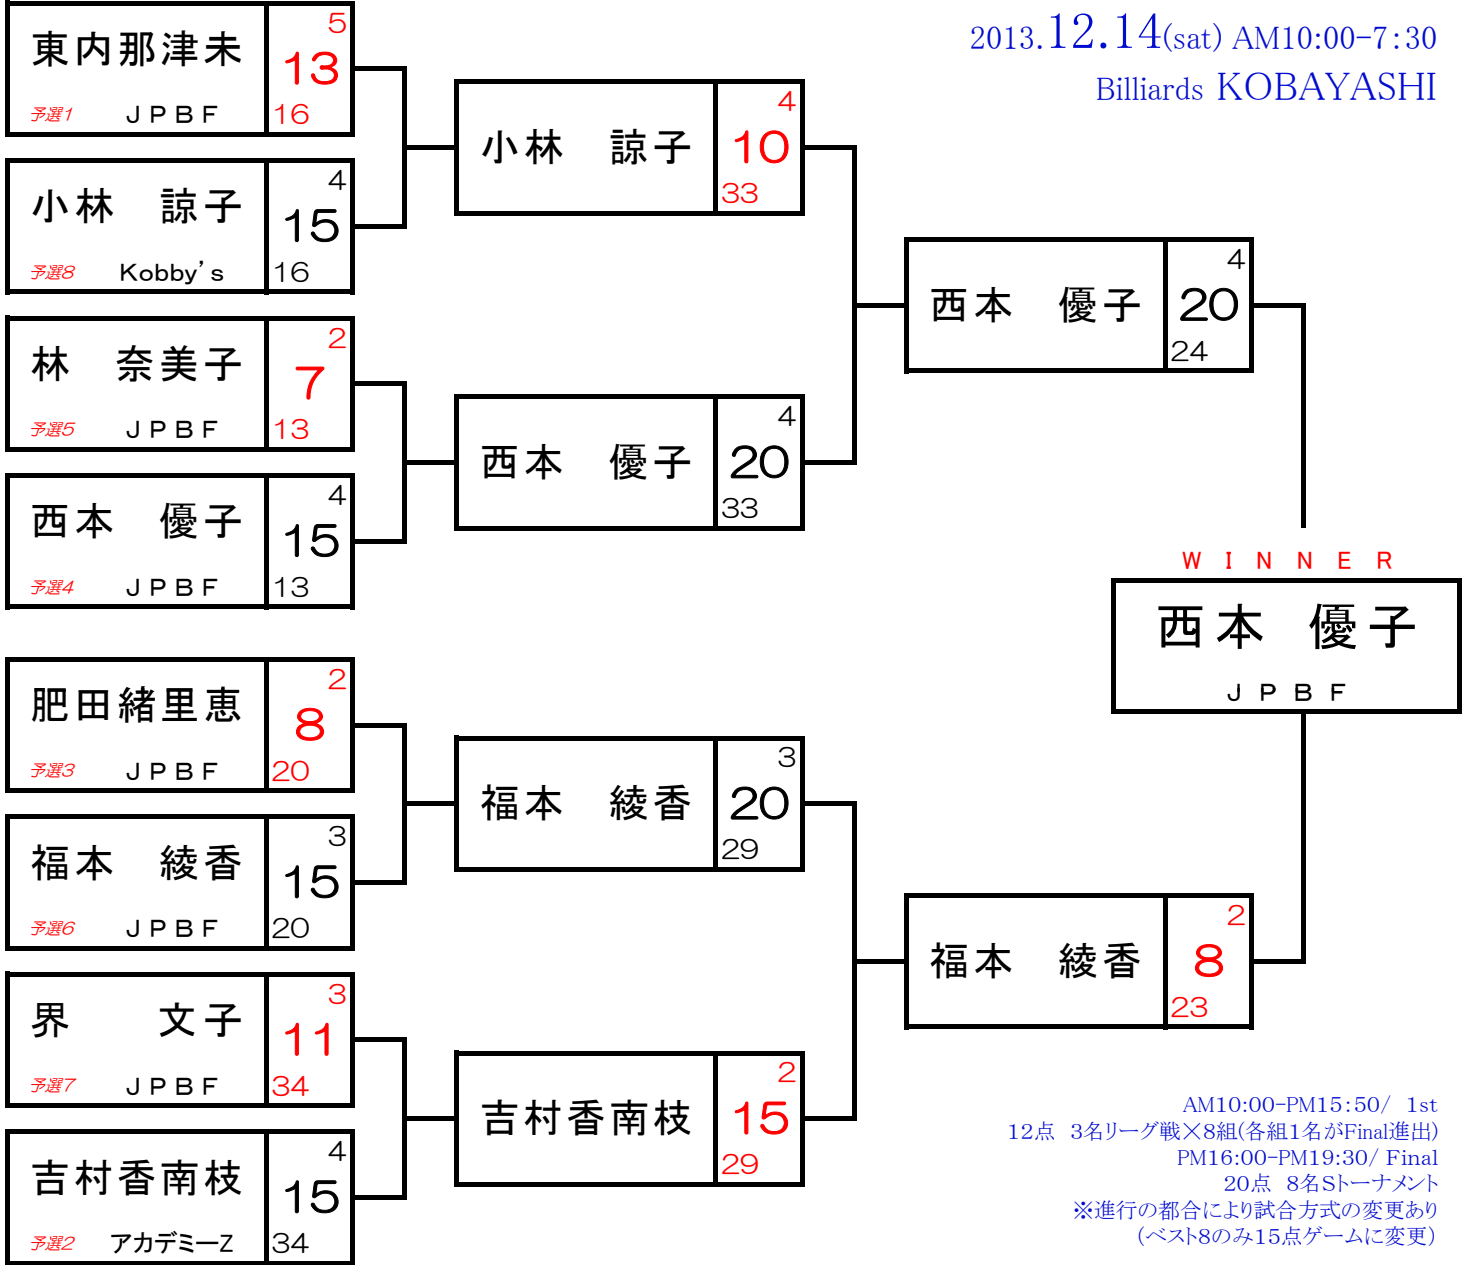 2013.12.14(sat) AM10:00-7:30
Billiards KOBAYASHI
東内那津未
5
13
予選1 JPBF
16
小林 諒子
4
15
予選8 Kobby's
16
林 奈美子
2
7
予選5 JPBF
13
西本 優子
4
15
予選4 JPBF
13
肥田緒里恵
2
8
予選3 JPBF
20
福本 綾香
3
15
予選6 JPBF
20
界 文子
3
11
予選7 JPBF
34
吉村香南枝
4
15
予選2 アカデミーZ
34
小林 諒子
4
10
33
西本 優子
4
20
33
福本 綾香
3
20
29
吉村香南枝
2
15
29
西本 優子
4
20
24
福本 綾香
2
8
23
WINNER
西本 優子
JPBF
AM10:00-PM15:50/ 1st
12点 3名リーグ戦×8組(各組1名がFinal進出)
PM16:00-PM19:30/ Final
20点 8名Sトーナメント
※進行の都合により試合方式の変更あり
(ベスト8のみ15点ゲームに変更)